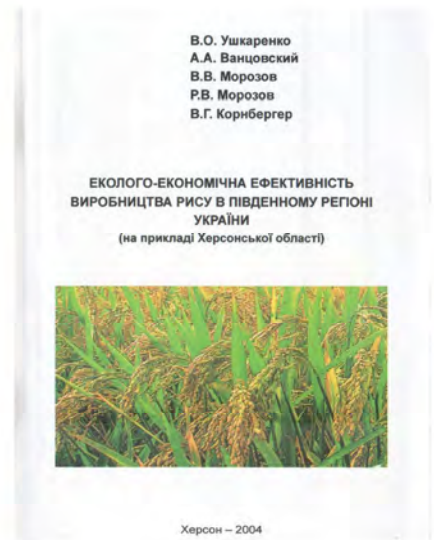 В.О. Ушкаренко
А.А. Ванцовский
В.В. Морозов
Р.В. Морозов
В.Г. Корнбергер
ЕКОЛОГО-ЕКОНОМІЧНА ЕФЕКТИВНІСТЬ
ВИРОБНИЦТВА РИСУ В ПІВДЕННОМУ РЕГІОНІ
УКРАЇНИ
(на прикладі Херсонської області)
Херсон – 2004